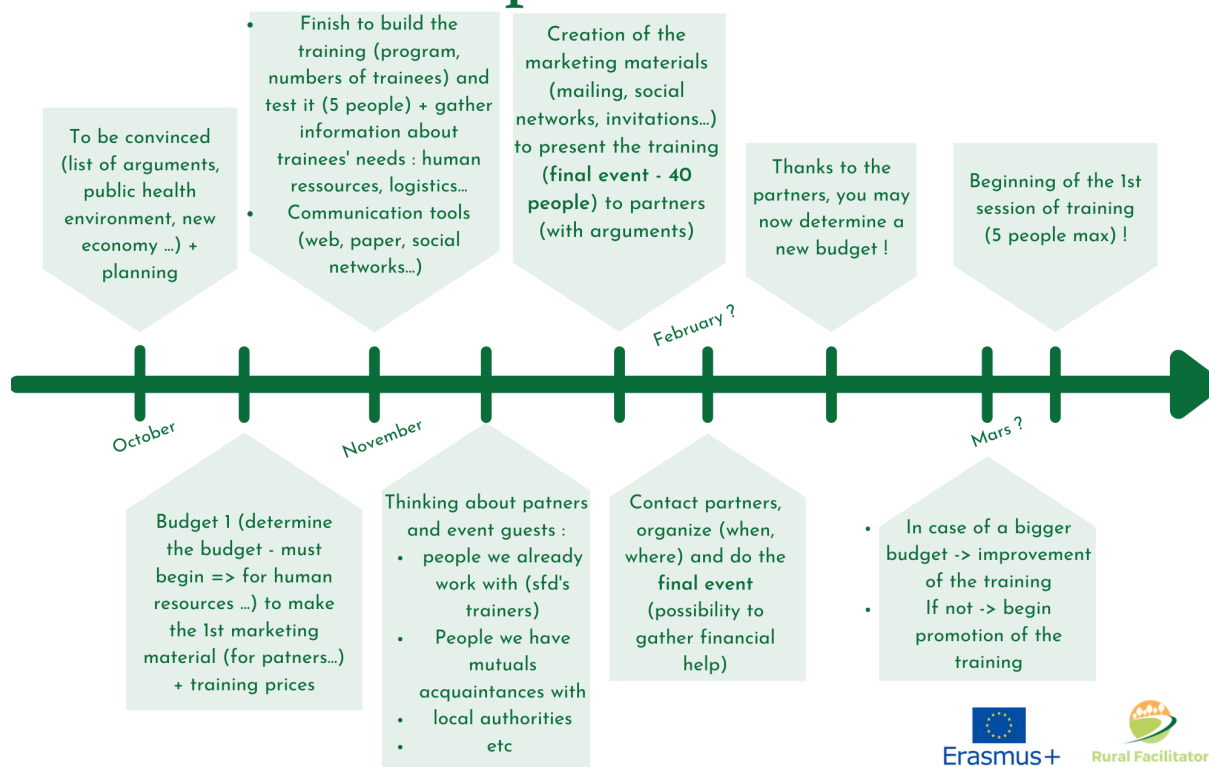 To be convinced
(list of arguments,
public health
environment, new
economy ...) +
planning
October
Budget 1 (determine
the budget - must
begin => for human
resources ...) to make
the 1st marketing
material (for patners...)
+ training prices
• Finish to build the
training (program,
numbers of trainees) and
test it (5 people) + gather
information about
trainees' needs : human
ressources, logistics...
• Communication tools
(web, paper, social
networks...)
November
Thinking about patners
and event guests :
• people we already
work with (sfd's
trainers)
• People we have
mutuals
acquaintances with
• local authorities
• etc
Creation of the
marketing materials
(mailing, social
networks, invitations...)
to present the training
(final event - 40
people) to partners
(with arguments)
February ?
Contact partners,
organize (when,
where) and do the
final event
(possibility to
gather financial
help)
Thanks to the
partners, you may
now determine a
new budget !
Mars ?
• In case of a bigger
budget -> improvement
of the training
• If not -> begin
promotion of the
training
Beginning of the 1st
session of training
(5 people max) !
Erasmus+
Rural Facilitator